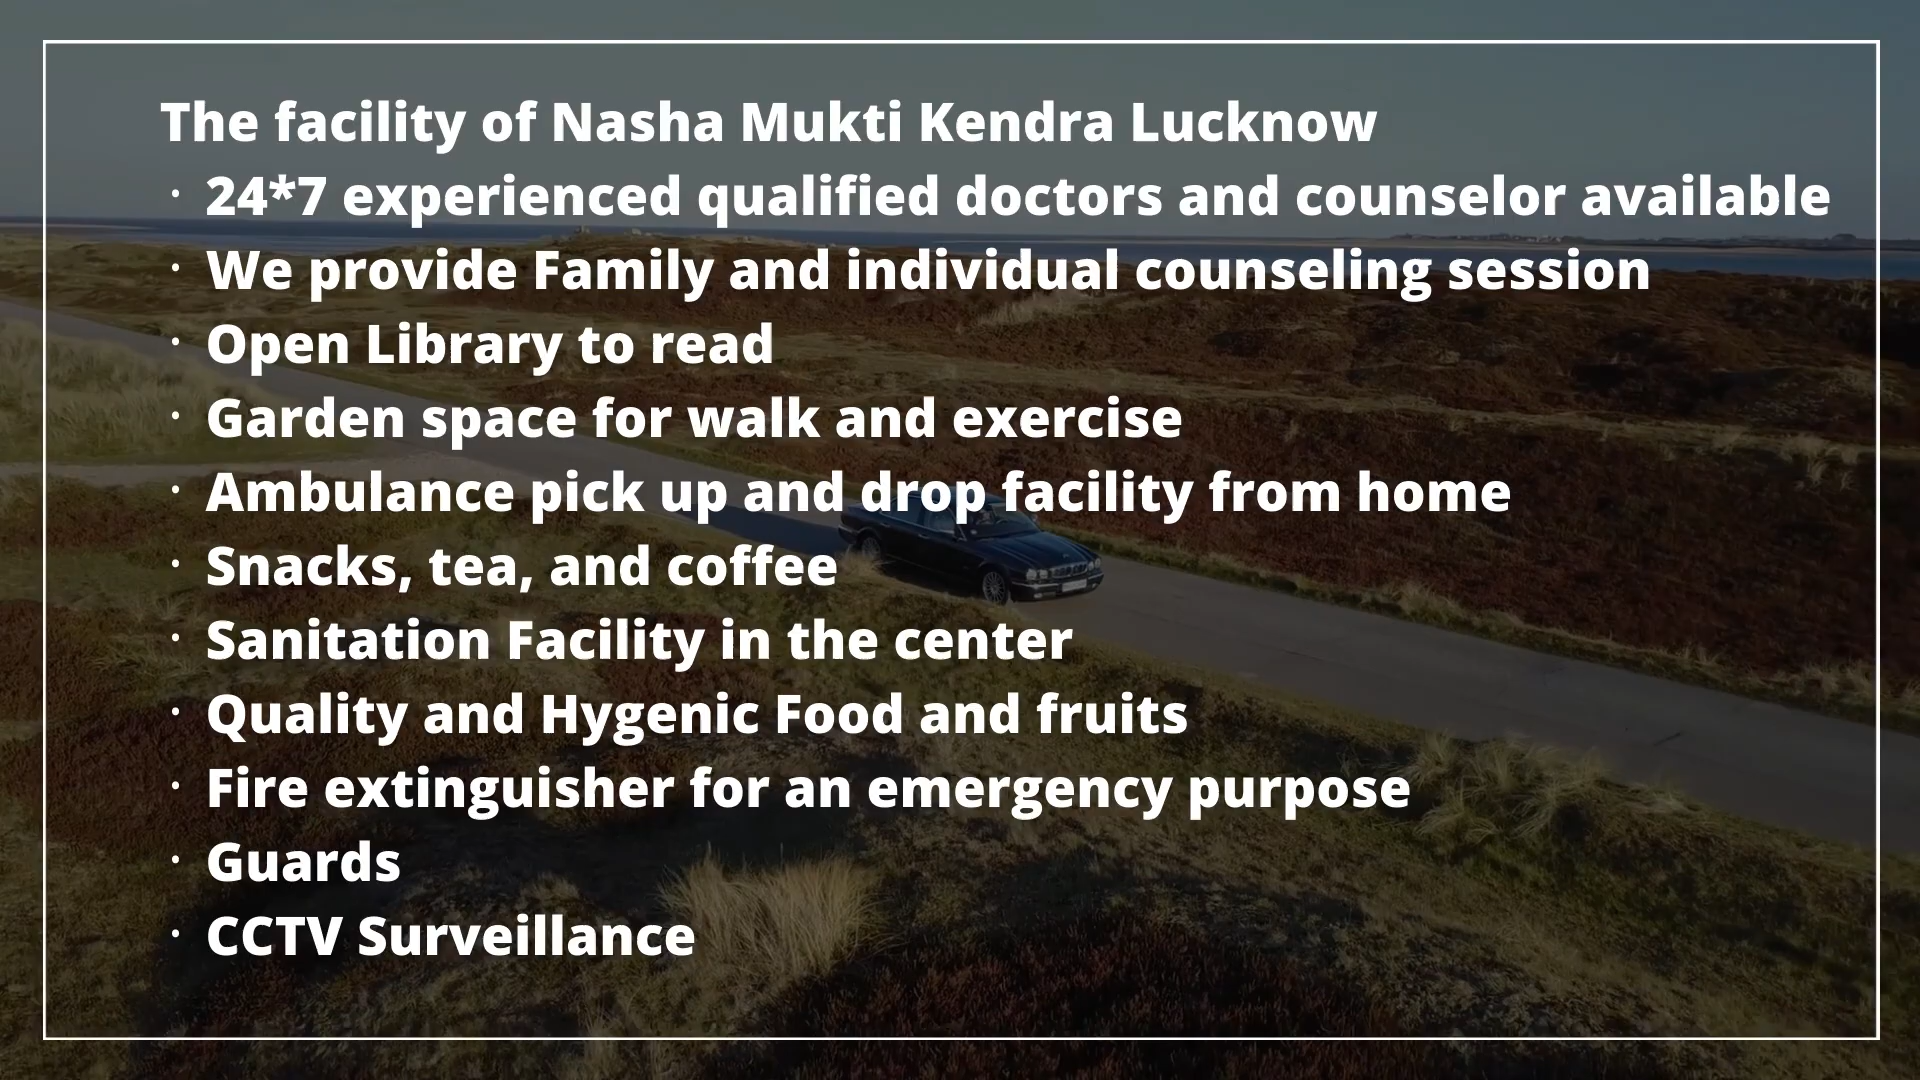 The facility of Nasha Mukti Kendra Lucknow
· 24*7 experienced qualified doctors and counselor available
· We provide Family and individual counseling session
· Open Library to read
· Garden space for walk and exercise
· Ambulance pick up and drop facility from home
· Snacks, tea, and coffee
· Sanitation Facility in the center
· Quality and Hygenic Food and fruits
· Fire extinguisher for an emergency purpose
· Guards
· CCTV Surveillance